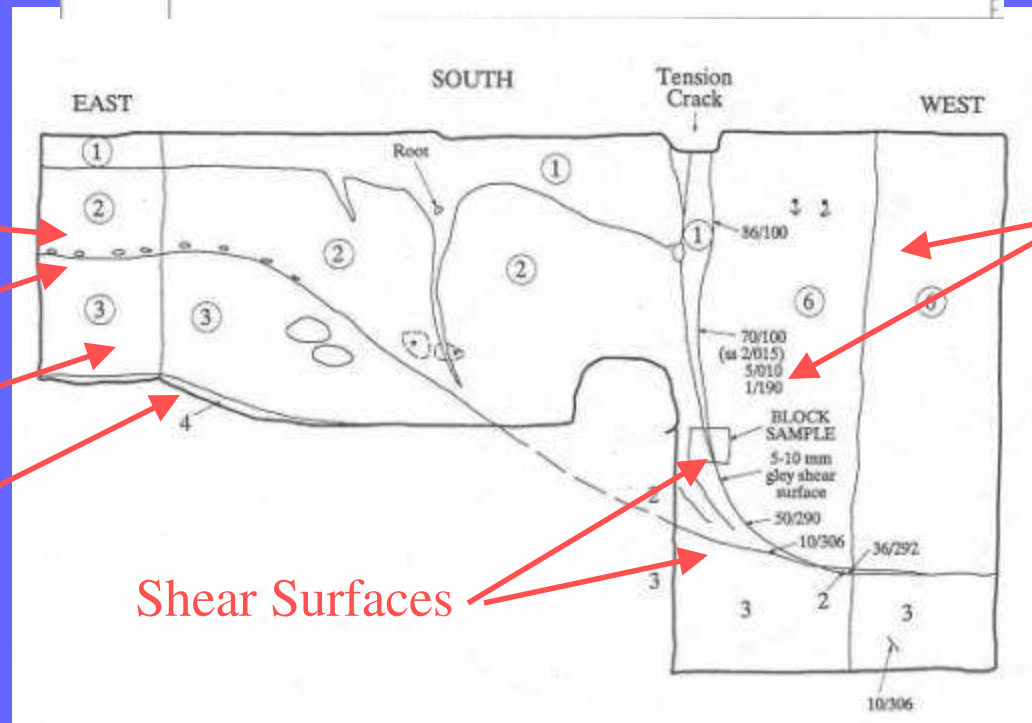 EAST
SOUTH
Tension
Crack
WEST
1
Root
1
2
2
2
1
86/100
3
3
6
6
70/100
(ss 2/015)
5/010
1/190
4
BLOCK
SAMPLE
5-10 mm
gley shear
surface
2
50/290
10/306
36/292
Shear Surfaces
3
3
2
3
10/306